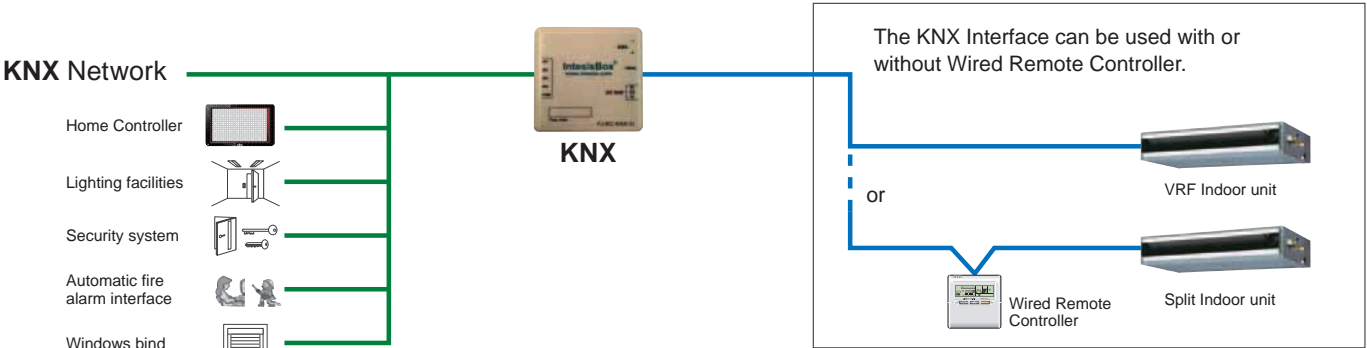 KNX Network
Home Controller
Lighting facilities
Security system
Automatic fire
alarm interface
Windows bind
IntesisBox
KNX
The KNX Interface can be used with or
without Wired Remote Controller.
or
VRF Indoor unit
Split Indoor unit
Wired Remote
Controller